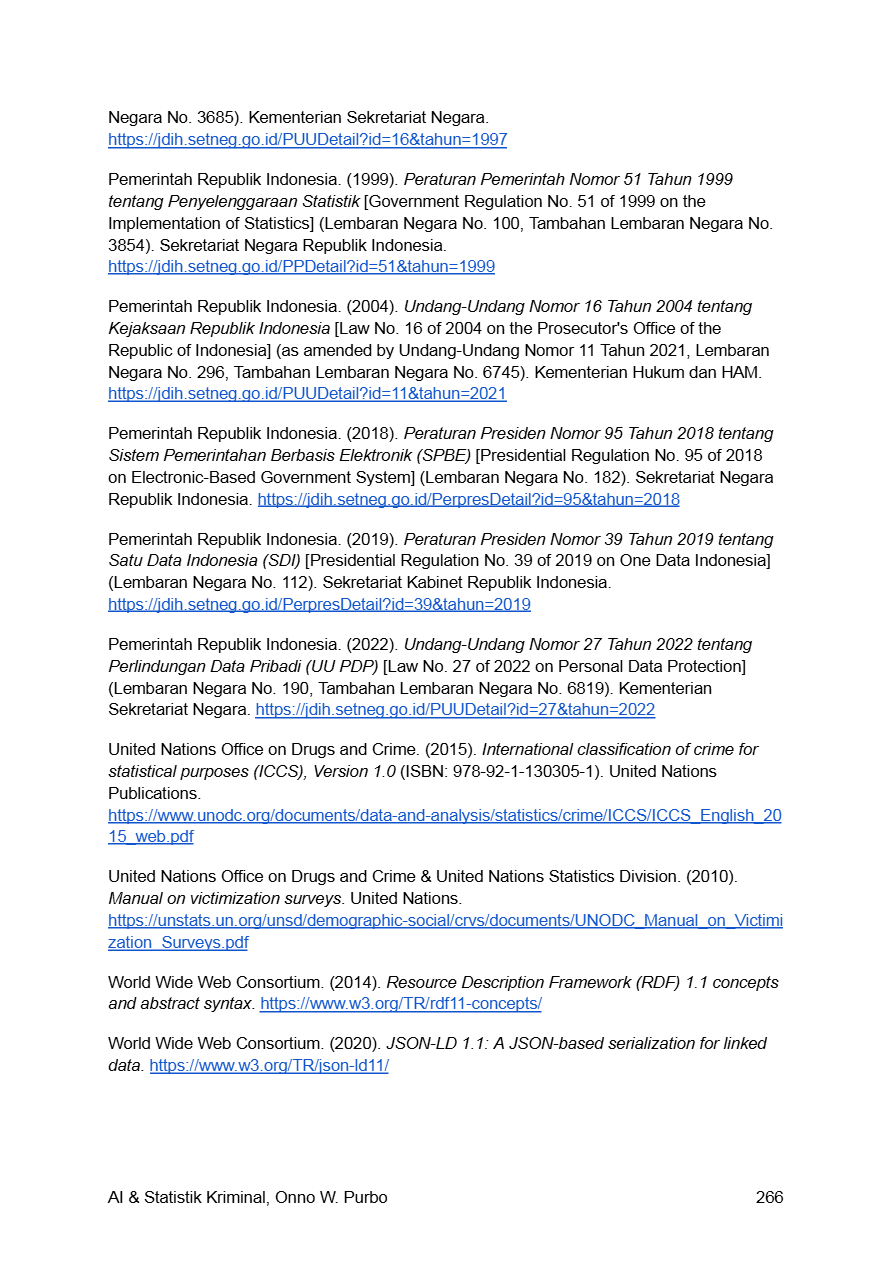 Negara No. 3685). Kementerian Sekretariat Negara.
https://jdih.setneg.go.id/PUUDetail?id=16&tahun=1997
Pemerintah Republik Indonesia. (1999). Peraturan Pemerintah Nomor 51 Tahun 1999
tentang Penyelenggaraan Statistik [Government Regulation No. 51 of 1999 on the
Implementation of Statistics] (Lembaran Negara No. 100, Tambahan Lembaran Negara No.
3854). Sekretariat Negara Republik Indonesia.
https://jdih.setneg.go.id/PPDetail?id=51&tahun=1999
Pemerintah Republik Indonesia. (2004). Undang-Undang Nomor 16 Tahun 2004 tentang
Kejaksaan Republik Indonesia [Law No. 16 of 2004 on the Prosecutor's Office of the
Republic of Indonesia] (as amended by Undang-Undang Nomor 11 Tahun 2021, Lembaran
Negara No. 296, Tambahan Lembaran Negara No. 6745). Kementerian Hukum dan HAM.
https://jdih.setneg.go.id/PUUDetail?id=11&tahun=2021
Pemerintah Republik Indonesia. (2018). Peraturan Presiden Nomor 95 Tahun 2018 tentang
Sistem Pemerintahan Berbasis Elektronik (SPBE) [Presidential Regulation No. 95 of 2018
on Electronic-Based Government System] (Lembaran Negara No. 182). Sekretariat Negara
Republik Indonesia. https://jdih.setneg.go.id/PerpresDetail?id=95&tahun=2018
Pemerintah Republik Indonesia. (2019). Peraturan Presiden Nomor 39 Tahun 2019 tentang
Satu Data Indonesia (SDI) [Presidential Regulation No. 39 of 2019 on One Data Indonesia]
(Lembaran Negara No. 112). Sekretariat Kabinet Republik Indonesia.
https://jdih.setneg.go.id/PerpresDetail?id=39&tahun=2019
Pemerintah Republik Indonesia. (2022). Undang-Undang Nomor 27 Tahun 2022 tentang
Perlindungan Data Pribadi (UU PDP) [Law No. 27 of 2022 on Personal Data Protection]
(Lembaran Negara No. 190, Tambahan Lembaran Negara No. 6819). Kementerian
Sekretariat Negara. https://jdih.setneg.go.id/PUUDetail?id=27&tahun=2022
United Nations Office on Drugs and Crime. (2015). International classification of crime for
statistical purposes (ICCS), Version 1.0 (ISBN: 978-92-1-130305-1). United Nations
Publications.
https://www.unodc.org/documents/data-and-analysis/statistics/crime/ICCS/ICCS_English_20
15_web.pdf
United Nations Office on Drugs and Crime & United Nations Statistics Division. (2010).
Manual on victimization surveys. United Nations.
https://unstats.un.org/unsd/demographic-social/crvs/documents/UNODC_Manual_on_Victimi
zation_Surveys.pdf
World Wide Web Consortium. (2014). Resource Description Framework (RDF) 1.1 concepts
and abstract syntax. https://www.w3.org/TR/rdf11-concepts/
World Wide Web Consortium. (2020). JSON-LD 1.1: A JSON-based serialization for linked
data. https://www.w3.org/TR/json-ld11/
AI & Statistik Kriminal, Onno W. Purbo 266